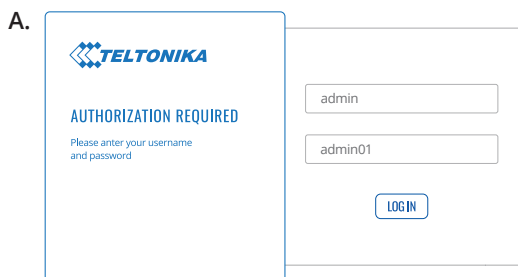 A.
TELTONIKA
AUTHORIZATION REQUIRED
Please anter your username
and password
admin
admin01
LOG IN